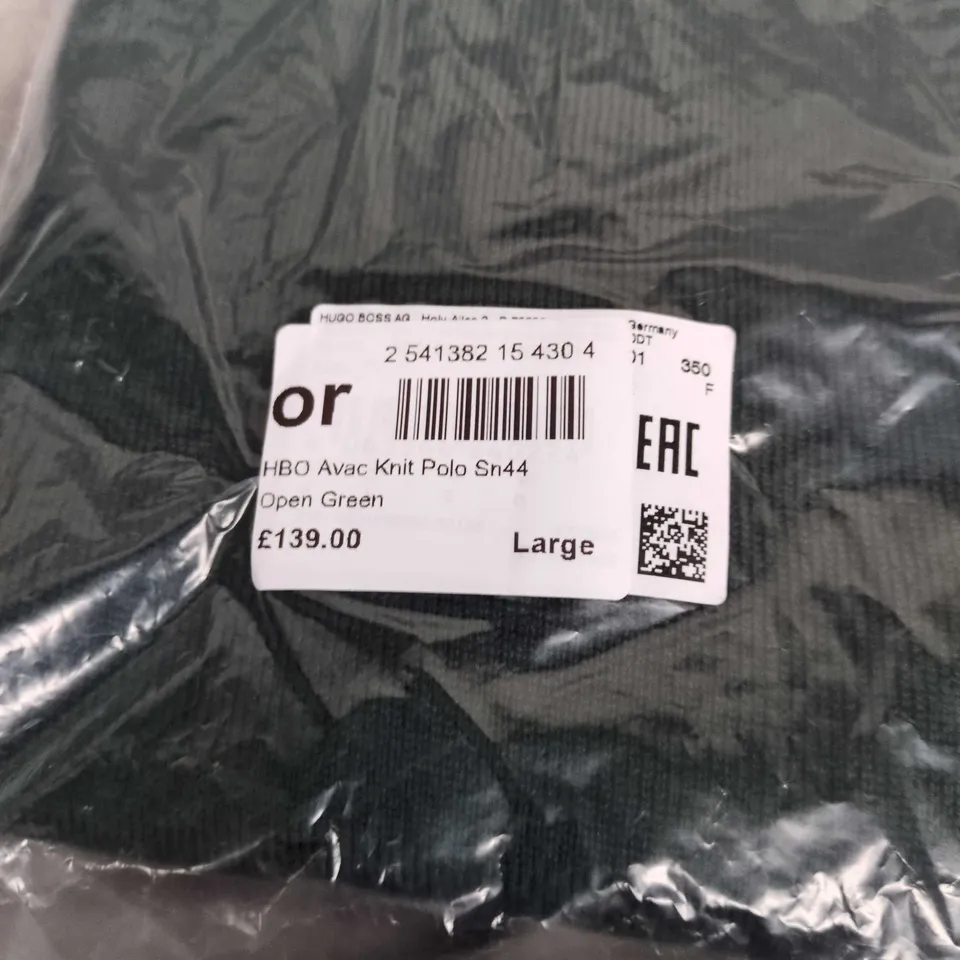 HUGO BOSS AG
Germany
2 541382 15 430 4
350
F
or
EAC
HBO Avac Knit Polo Sn44
Open Green
£139.00 Large